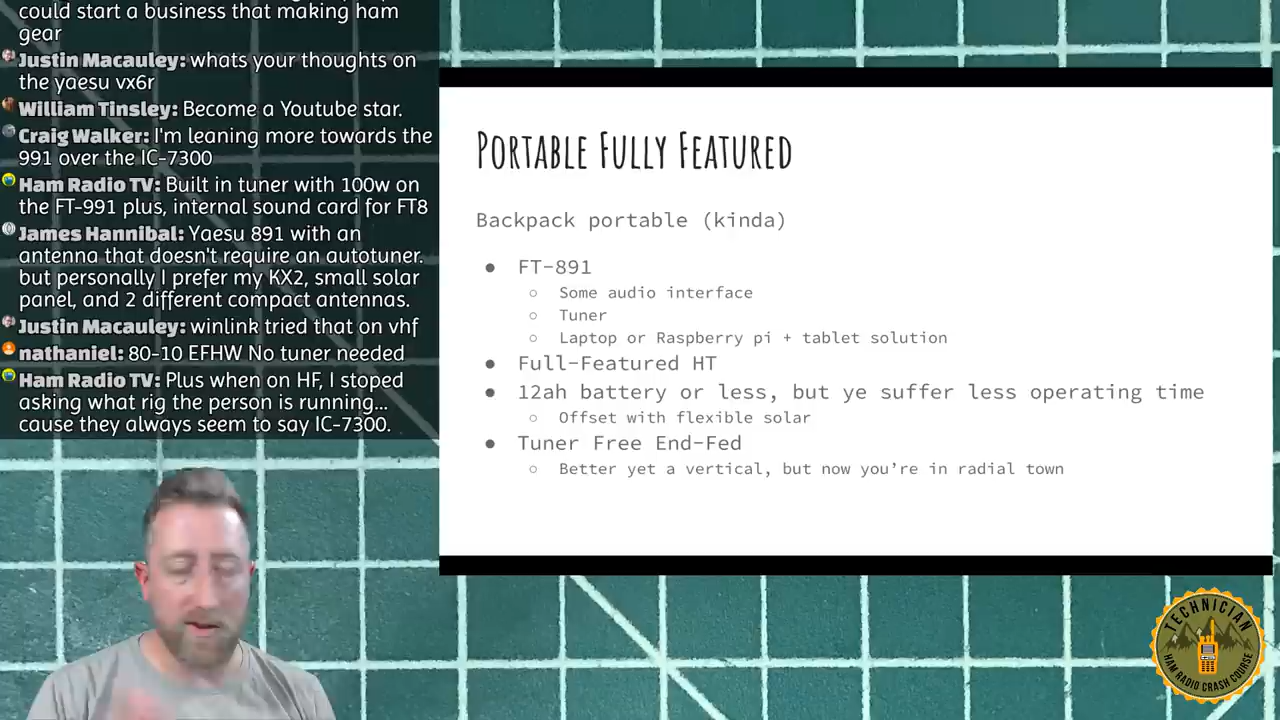 could start a business that making ham
gear
Justin Macauley: whats your thoughts on
the yaesu vx6r
William Tinsley: Become a Youtube star.
Craig Walker: I'm leaning more towards the
991 over the IC-7300
Ham Radio TV: Built in tuner with 100w on
the FT-991 plus, internal sound card for FT8
James Hannibal: Yaesu 891 with an
antenna that doesn't require an autotuner.
but personally I prefer my KX2, small solar
panel, and 2 different compact antennas.
Justin Macauley: winlink tried that on vhf
nathaniel: 80-10 EFHW No tuner needed
Ham Radio TV: Plus when on HF, I stoped
asking what rig the person is running...
cause they always seem to say IC-7300.
Portable Fully Featured
Backpack portable (kinda)
● FT-891
○ Some audio interface
○ Tuner
○ Laptop or Raspberry pi + tablet solution
● Full-Featured HT
● 12ah battery or less, but ye suffer less operating time
○ Offset with flexible solar
● Tuner Free End-Fed
○ Better yet a vertical, but now you're in radial town
TECHNICIAN
HAM RADIO CRASH COURSE